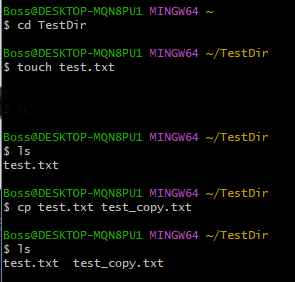 Boss@DESKTOP-MQN8PU1 MINGW64 ~
$ cd TestDir
Boss@DESKTOP-MQN8PU1 MINGW64 ~/TestDir
$ touch test.txt
Boss@DESKTOP-MQN8PU1 MINGW64 ~/TestDir
$ ls
test.txt
Boss@DESKTOP-MQN8PU1 MINGW64 ~/TestDir
$ cp test.txt test_copy.txt
Boss@DESKTOP-MQN8PU1 MINGW64 ~/TestDir
$ ls
test.txt  test_copy.txt